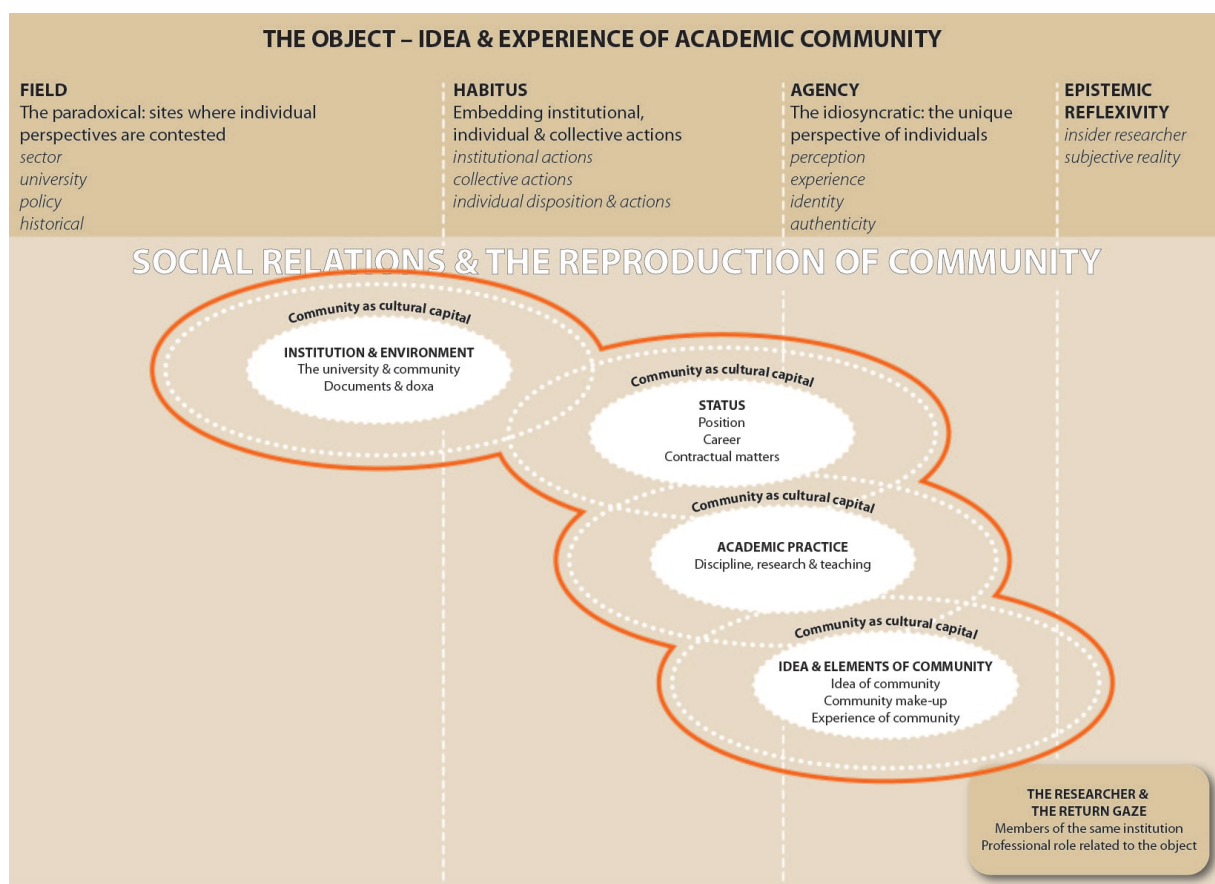 THE OBJECT – IDEA & EXPERIENCE OF ACADEMIC COMMUNITY
FIELD
The paradoxical: sites where individual
perspectives are contested
sector
university
policy
historical
HABITUS
Embedding institutional,
individual & collective actions
institutional actions
collective actions
individual disposition & actions
AGENCY
The idiosyncratic: the unique
perspective of individuals
perception
experience
identity
authenticity
EPISTEMIC
REFLEXIVITY
insider researcher
subjective reality
SOCIAL RELATIONS & THE REPRODUCTION OF COMMUNITY
Community as cultural capital
INSTITUTION & ENVIRONMENT
The university & community
Documents & doxa
Community as cultural capital
STATUS
Position
Career
Contractual matters
Community as cultural capital
ACADEMIC PRACTICE
Discipline, research & teaching
Community as cultural capital
IDEA & ELEMENTS OF COMMUNITY
Idea of community
Community make-up
Experience of community
THE RESEARCHER &
THE RETURN GAZE
Members of the same institution
Professional role related to the object